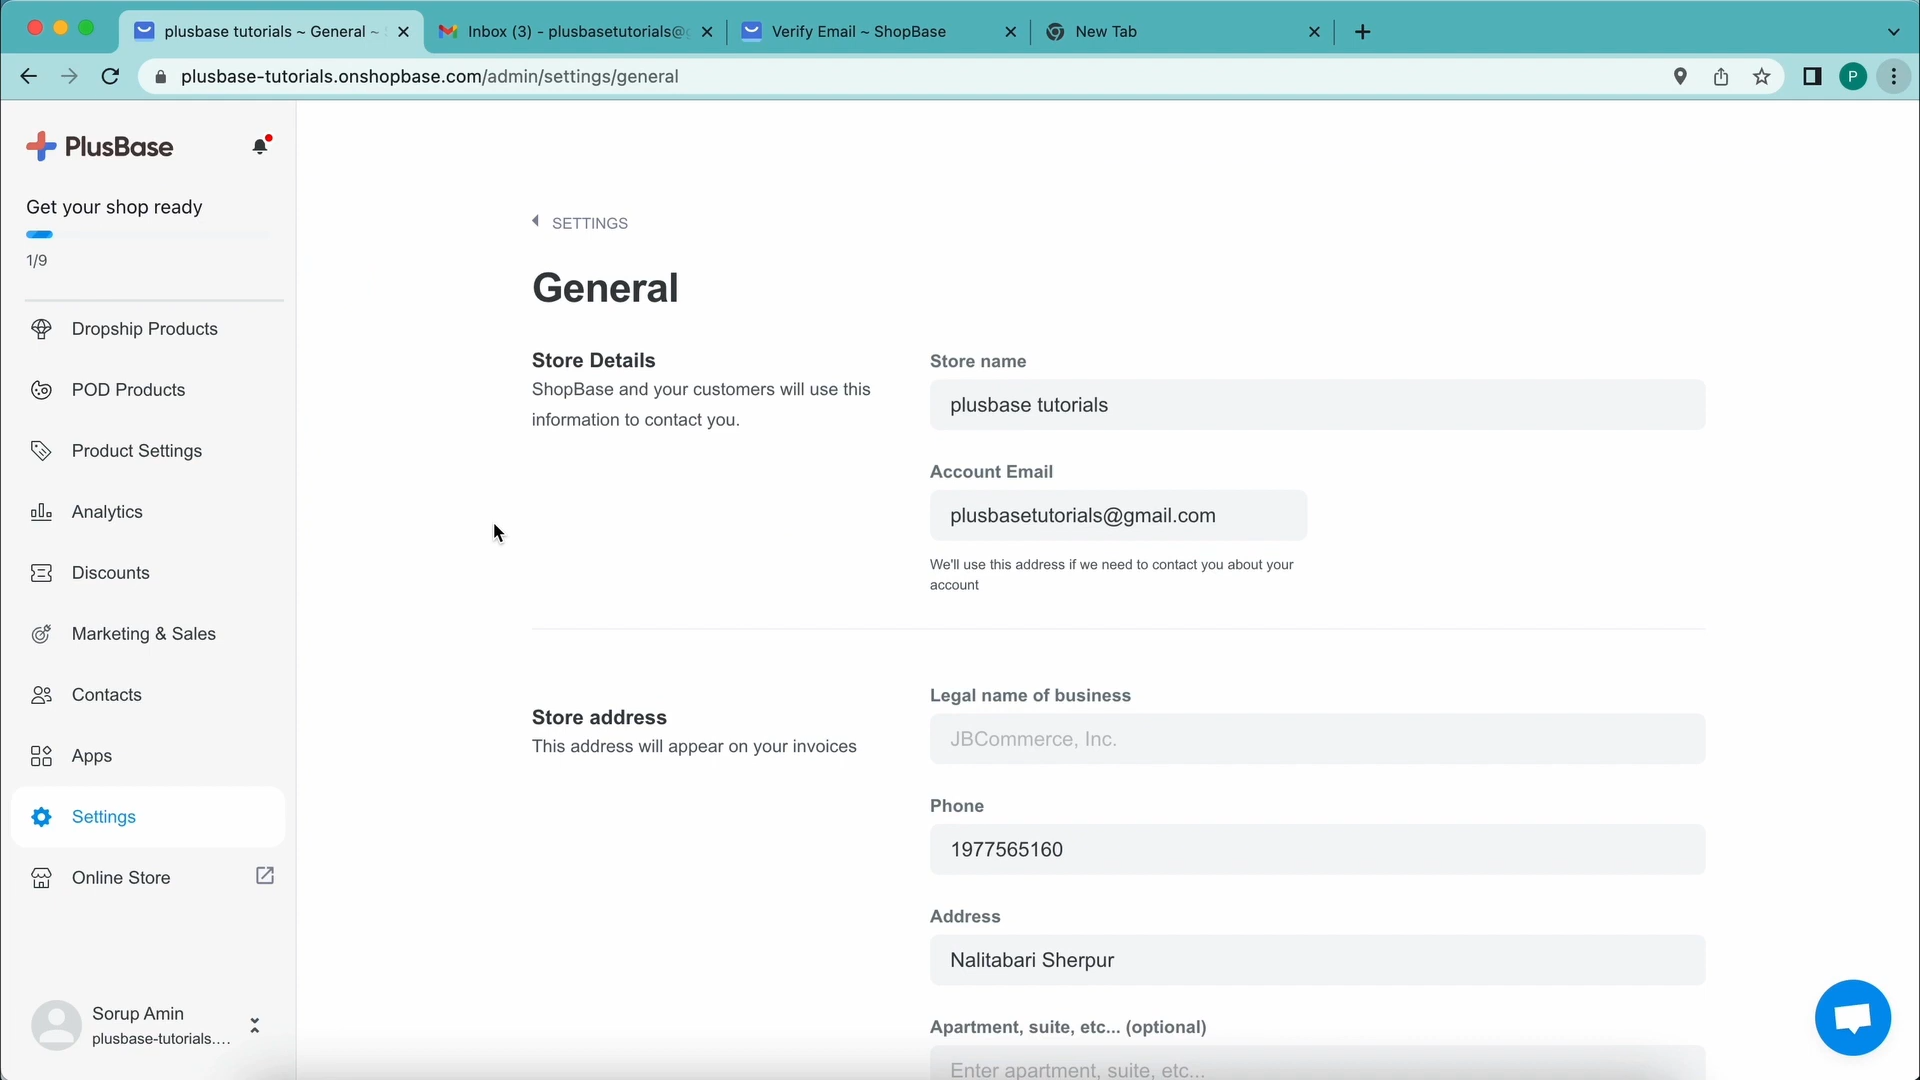 plusbase tutorials ~ General ~
Inbox (3) - plusbasetutorials@g
Verify Email ~ ShopBase
New Tab
plusbase-tutorials.onshopbase.com/admin/settings/general
P
PlusBase
Get your shop ready
1/9
Dropship Products
POD Products
Product Settings
Analytics
Discounts
Marketing & Sales
Contacts
Apps
Settings
Online Store
Sorup Amin
plusbase-tutorials....
SETTINGS
General
Store Details
ShopBase and your customers will use this
information to contact you.
Store name
plusbase tutorials
Account Email
plusbasetutorials@gmail.com
We'll use this address if we need to contact you about your
account
Store address
This address will appear on your invoices
Legal name of business
JBCommerce, Inc.
Phone
1977565160
Address
Nalitabari Sherpur
Apartment, suite, etc... (optional)
Enter apartment, suite, etc...